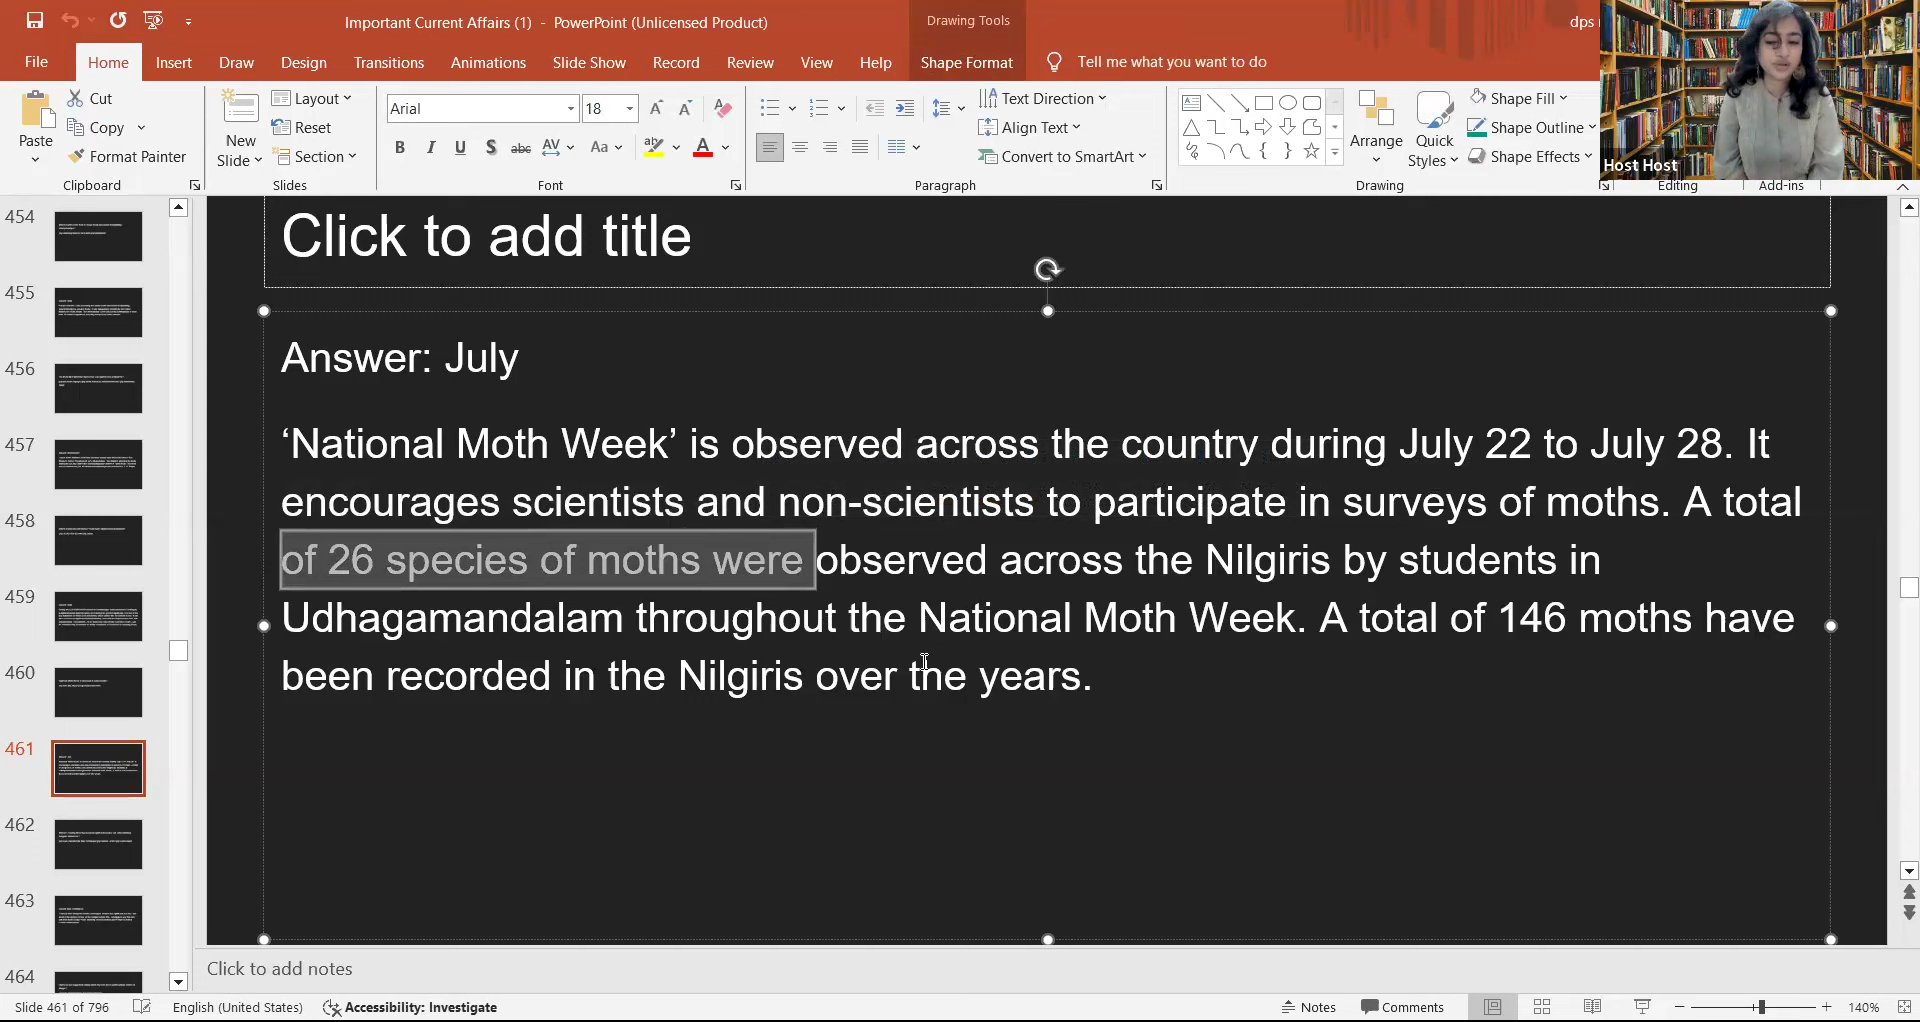 Important Current Affairs (1) - PowerPoint (Unlicensed Product)
Drawing Tools
dps
File Home Insert Draw Design Transitions Animations Slide Show Record Review View Help Shape Format Tell me what you want to do
Paste
Cut
Copy
Format Painter
Clipboard
New
Slide
Layout
Reset
Section
Slides
Arial 18
B I U S abc AV Aa ab A
Font
Text Direction
Align Text
Convert to SmartArt
Paragraph
Arrange
Quick
Styles
Shape Fill
Shape Outline
Shape Effects
Drawing
Host Host
Editing
Add-ins
454
455
456
457
458
459
460
461
462
463
464
Click to add title
Answer: July
‘National Moth Week’ is observed across the country during July 22 to July 28. It
encourages scientists and non-scientists to participate in surveys of moths. A total
of 26 species of moths were observed across the Nilgiris by students in
Udhagamandalam throughout the National Moth Week. A total of 146 moths have
been recorded in the Nilgiris over the years.
Click to add notes
Slide 461 of 796 English (United States) Accessibility: Investigate Notes Comments 140%